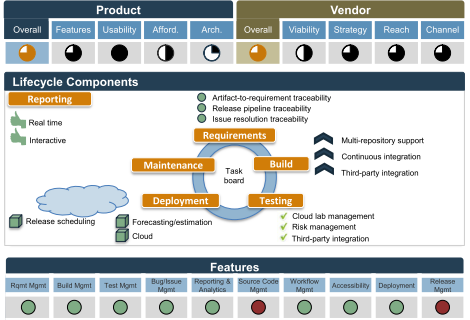 Product
Vendor
Overall Features Usability Afford. Arch. Overall Viability Strategy Reach Channel
Lifecycle Components
Reporting
Real time
Interactive
Artifact-to-requirement traceability
Release pipeline traceability
Issue resolution traceability
Requirements
Maintenance
Build
Task
board
Deployment
Testing
Multi-repository support
Continuous integration
Third-party integration
Release scheduling
Forecasting/estimation
Cloud
Cloud lab management
Risk management
Third-party integration
Features
Rqmt Mgmt Build Mgmt Test Mgmt Bug/Issue Mgmt Reporting & Analytics Source Code Mgmt Workflow Mgmt Accessibility Deployment Release Mgmt